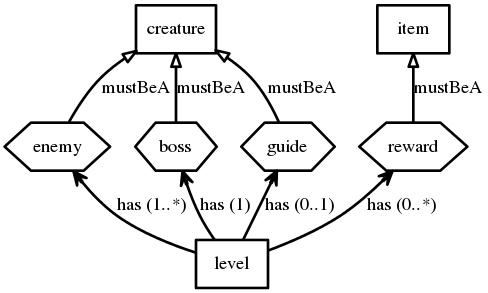 creature item
mustBeA mustBeA mustBeA mustBeA
enemy boss guide reward
has (1..*) has (1) has (0..1) has (0..*)
level